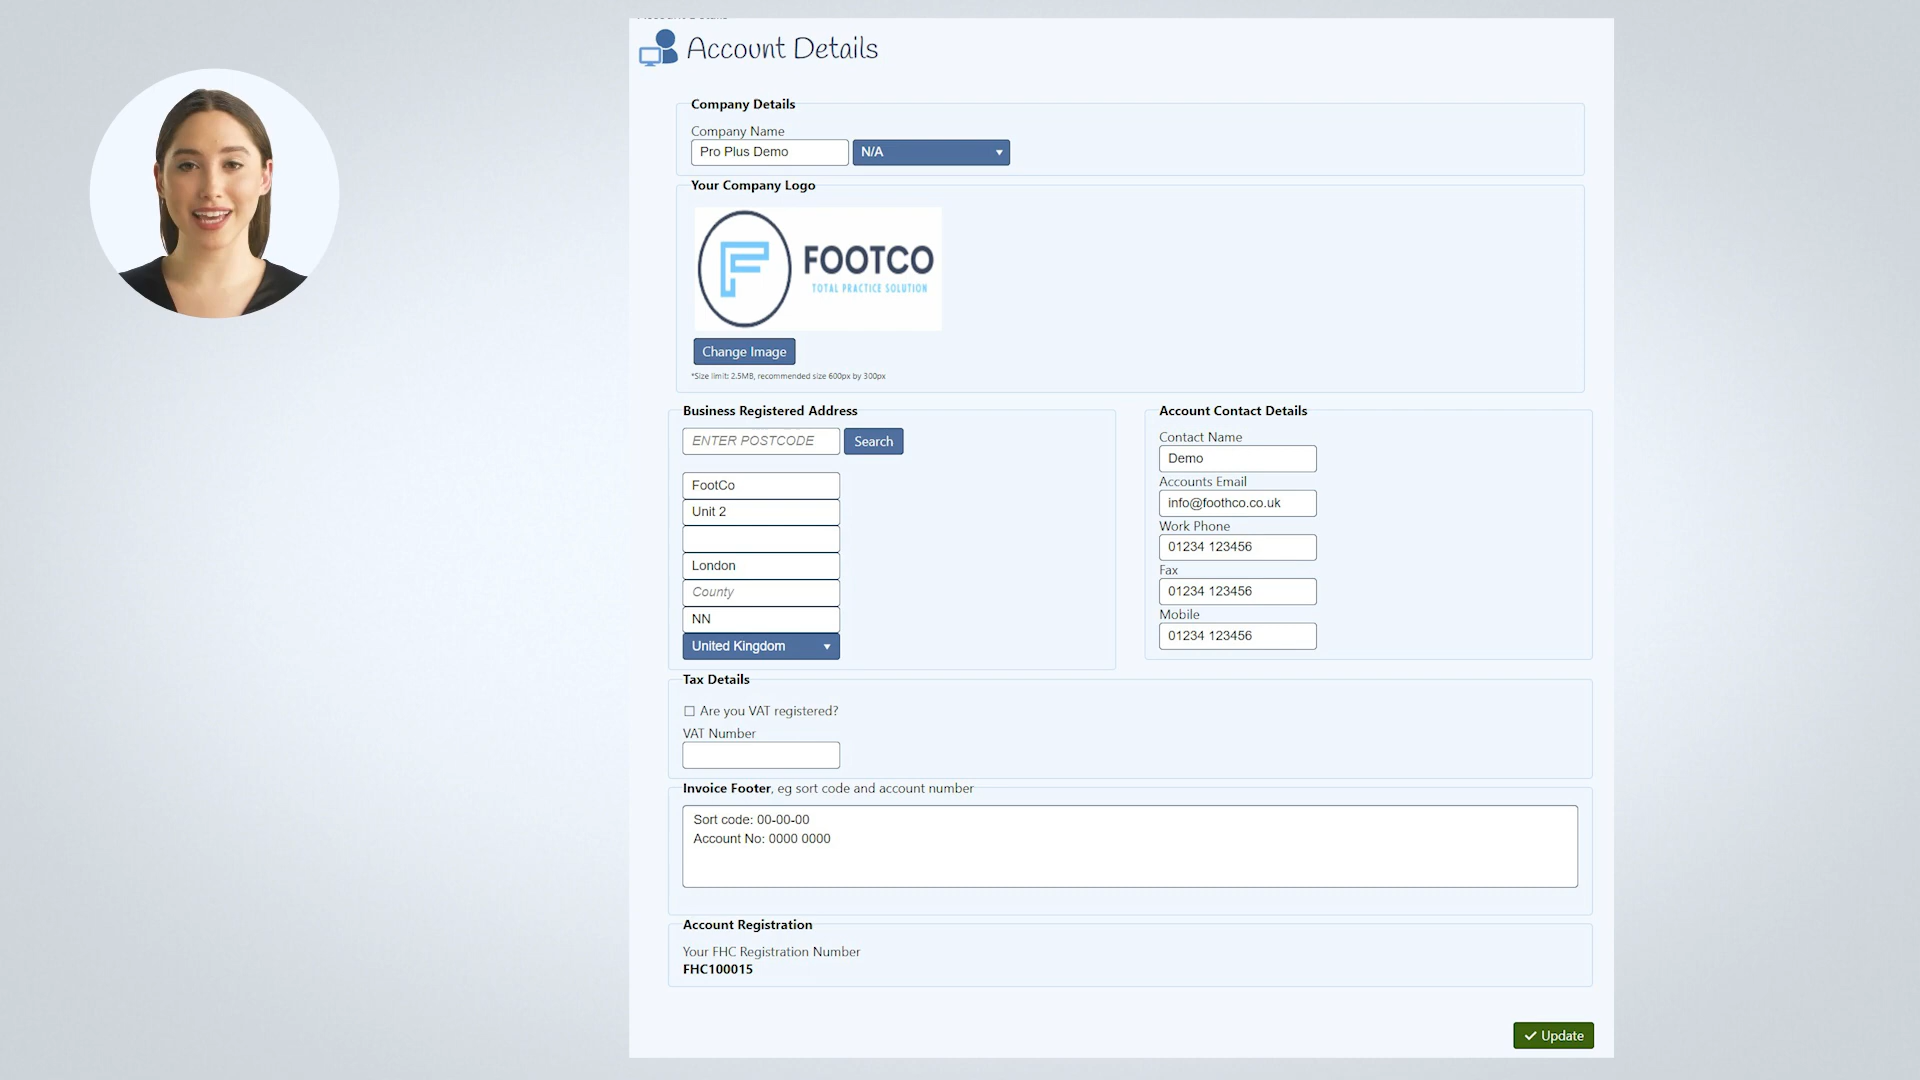 Account Details
Company Details
Company Name
Pro Plus Demo
N/A
Your Company Logo
F
FOOTCO
TOTAL PRACTICE SOLUTION
Change Image
*Size limit: 2.5MB, recommended size 600px by 300px
Business Registered Address
ENTER POSTCODE
Search
FootCo
Unit 2
London
County
NN
United Kingdom
Account Contact Details
Contact Name
Demo
Accounts Email
info@foothco.co.uk
Work Phone
01234 123456
Fax
01234 123456
Mobile
01234 123456
Tax Details
Are you VAT registered?
VAT Number
Invoice Footer, eg sort code and account number
Sort code: 00-00-00
Account No: 0000 0000
Account Registration
Your FHC Registration Number
FHC100015
Update